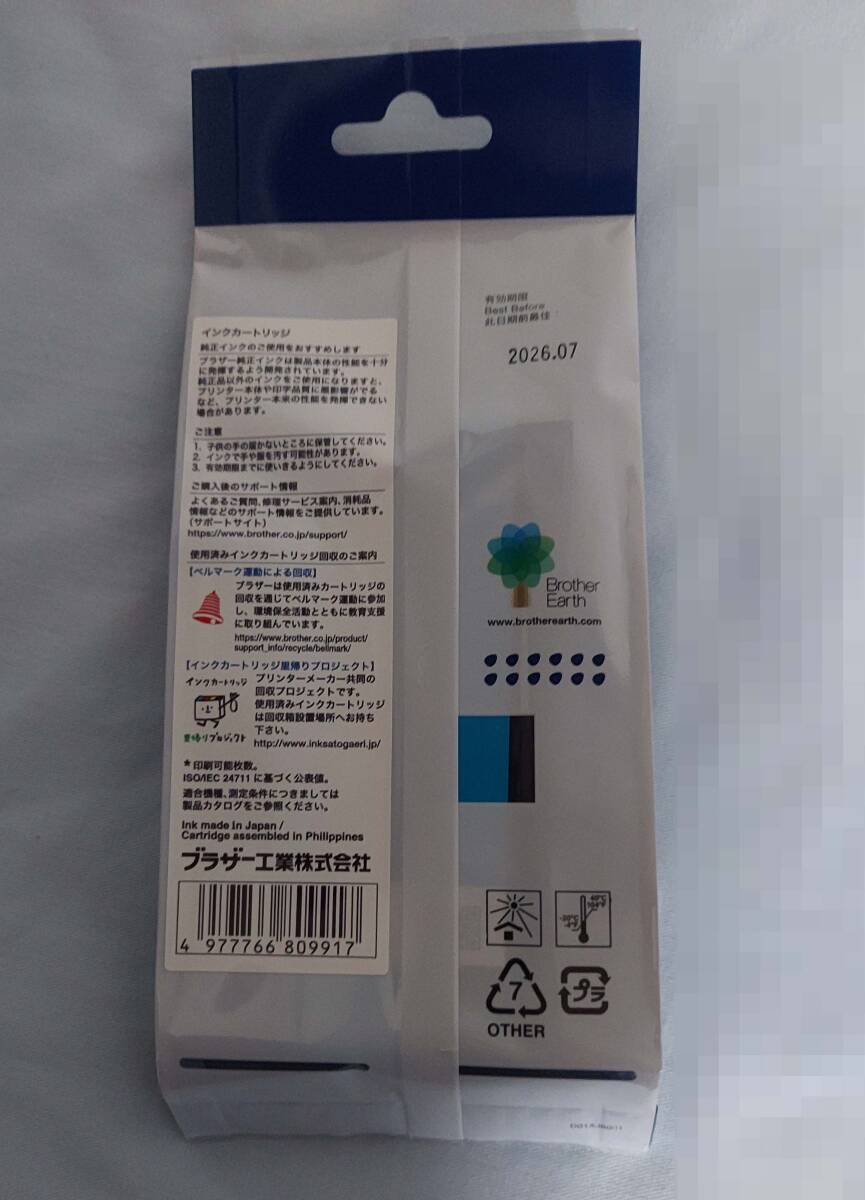 インクカートリッジ
純正インクのご使用をおすすめします
ブラザー純正インクは製品本体の性能を十分
に発揮するよう開発されています。
純正品以外のインクをご使用になりますと、
プリンター本体や印字品質に悪影響がでる
など、プリンター本来の性能を発揮できない
場合があります。
ご注意
1. 子供の手の届かないところに保管してください。
2. インクで手や服を汚す可能性があります。
3. 有効期限までに使いきるようにしてください。
ご購入後のサポート情報
よくあるご質問、修理サービス案内、消耗品
情報などのサポート情報をご提供しています。
(サポートサイト)
https://www.brother.co.jp/support/
使用済みインクカートリッジ回収のご案内
【ベルマーク運動による回収】
ブラザーは使用済みカートリッジの
回収を通じてベルマーク運動に参加
し、環境保全活動とともに教育支援
に取り組んでいます。
https://www.brother.co.jp/product/
support_info/recycle/bellmark/
【インクカートリッジ里帰りプロジェクト】
インクカートリッジ
里帰りプロジェクト
プリンターメーカー共同の
回収プロジェクトです。
使用済みインクカートリッジ
は回収箱設置場所へお持ち
下さい。
http://www.inksatogaeri.jp/
*印刷可能枚数。
ISO/IEC 24711 に基づく公表値。
適合機種、測定条件につきましては
製品カタログをご参照ください。
Ink made in Japan /
Cartridge assembled in Philippines
ブラザー工業株式会社
4 977766 809917
有効期限
Best Before
此日期前最佳
2026.07
Brother
Earth
www.brotherearth.com
40℃
104°F
-20℃
-4°F
7
OTHER
プラ